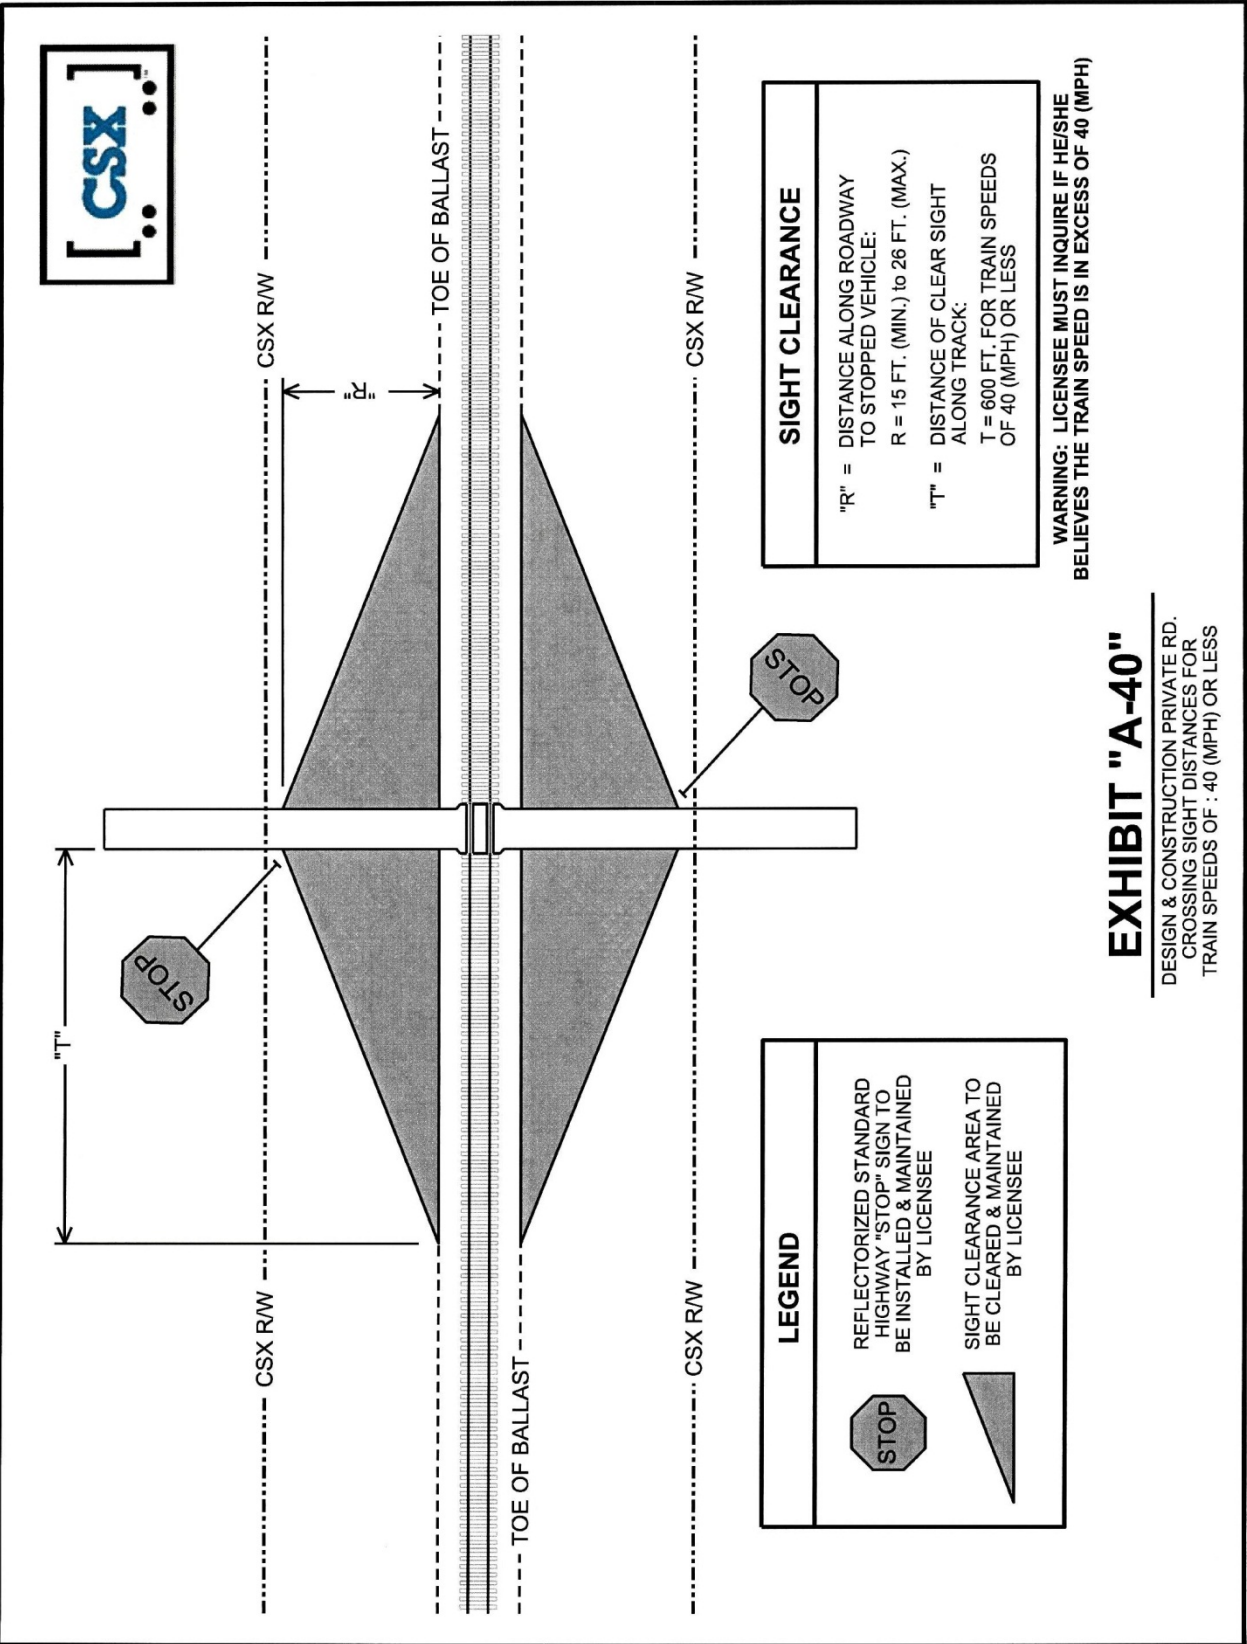 [CSX]
"T"
STOP
CSX R/W
CSX R/W
"R"
TOE OF BALLAST
TOE OF BALLAST
CSX R/W
CSX R/W
STOP
LEGEND
STOP
REFLECTORIZED STANDARD
HIGHWAY "STOP" SIGN TO
BE INSTALLED & MAINTAINED
BY LICENSEE
SIGHT CLEARANCE AREA TO
BE CLEARED & MAINTAINED
BY LICENSEE
SIGHT CLEARANCE
"R" = DISTANCE ALONG ROADWAY
TO STOPPED VEHICLE:
R = 15 FT. (MIN.) to 26 FT. (MAX.)
"T" = DISTANCE OF CLEAR SIGHT
ALONG TRACK:
T = 600 FT. FOR TRAIN SPEEDS
OF 40 (MPH) OR LESS
WARNING: LICENSEE MUST INQUIRE IF HE/SHE
BELIEVES THE TRAIN SPEED IS IN EXCESS OF 40 (MPH)
EXHIBIT "A-40"
DESIGN & CONSTRUCTION PRIVATE RD.
CROSSING SIGHT DISTANCES FOR
TRAIN SPEEDS OF : 40 (MPH) OR LESS